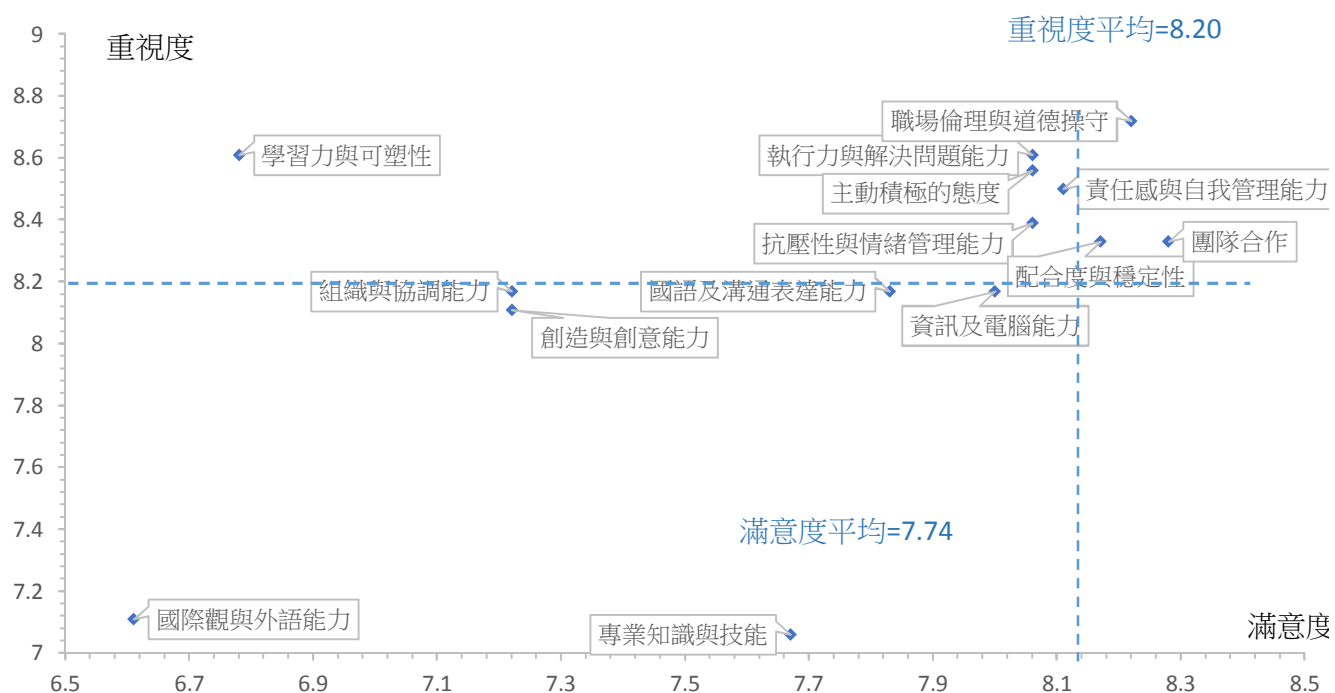 重視度平均=8.20
9
重視度
8.8
職場倫理與道德操守
8.6
學習力與可塑性
執行力與解決問題能力
主動積極的態度
責任感與自我管理能力
8.4
抗壓性與情緒管理能力
團隊合作
配合度與穩定性
8.2
組織與協調能力
國語及溝通表達能力
資訊及電腦能力
創造與創意能力
8
7.8
7.6
7.4
滿意度平均=7.74
7.2
國際觀與外語能力
專業知識與技能
滿意度
7
6.5 6.7 6.9 7.1 7.3 7.5 7.7 7.9 8.1 8.3 8.5